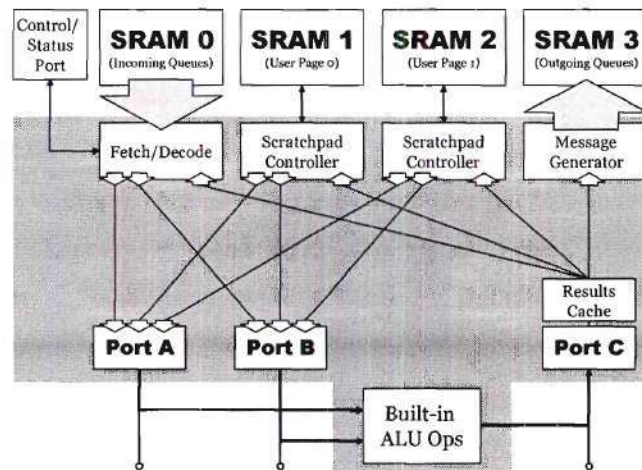 Control/
Status
Port
SRAM 0
(Incoming Queues)
SRAM 1
(User Page 0)
SRAM 2
(User Page 1)
SRAM 3
(Outgoing Queues)
Fetch/Decode
Scratchpad
Controller
Scratchpad
Controller
Message
Generator
Results
Cache
Port A
Port B
Port C
Built-in
ALU Ops